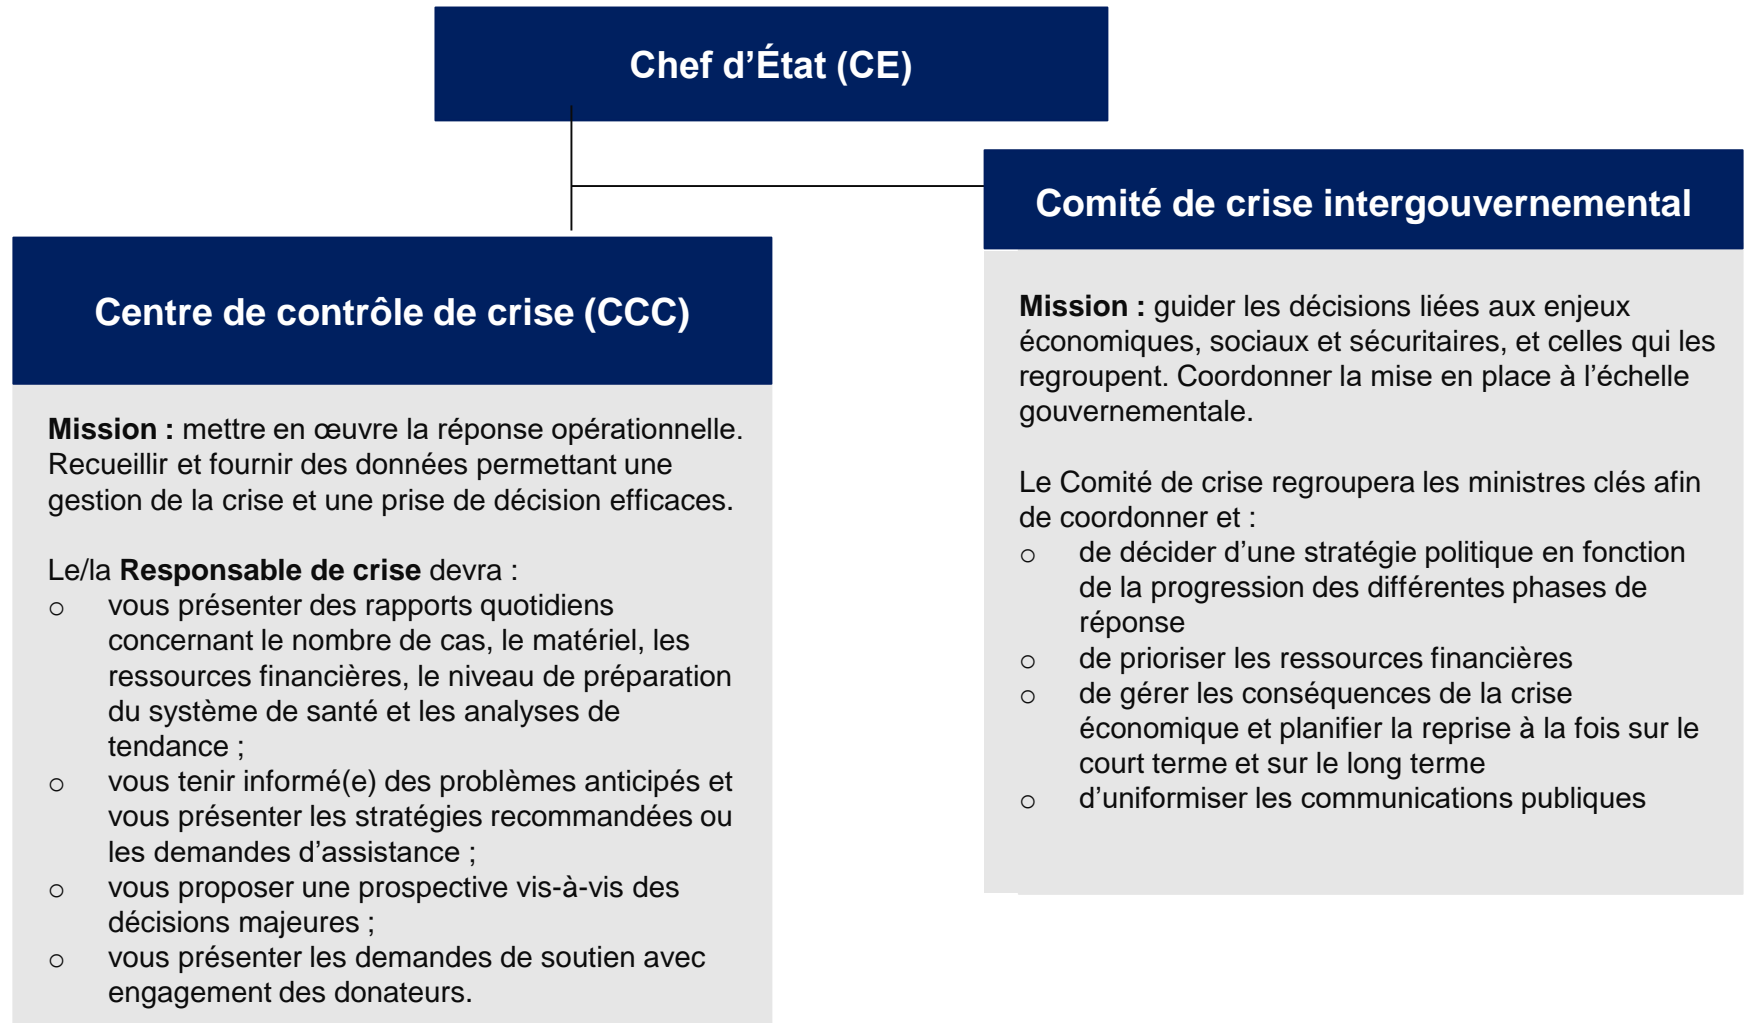 Chef d’État (CE)
Comité de crise intergouvernemental
Mission : guider les décisions liées aux enjeux
économiques, sociaux et sécuritaires, et celles qui les
regroupent. Coordonner la mise en place à l’échelle
gouvernementale.
Le Comité de crise regroupera les ministres clés afin
de coordonner et :
o de décider d’une stratégie politique en fonction
de la progression des différentes phases de
réponse
o de prioriser les ressources financières
o de gérer les conséquences de la crise
économique et planifier la reprise à la fois sur le
court terme et sur le long terme
o d’uniformiser les communications publiques
Centre de contrôle de crise (CCC)
Mission : mettre en œuvre la réponse opérationnelle.
Recueillir et fournir des données permettant une
gestion de la crise et une prise de décision efficaces.
Le/la Responsable de crise devra :
o vous présenter des rapports quotidiens
concernant le nombre de cas, le matériel, les
ressources financières, le niveau de préparation
du système de santé et les analyses de
tendance ;
o vous tenir informé(e) des problèmes anticipés et
vous présenter les stratégies recommandées ou
les demandes d’assistance ;
o vous proposer une prospective vis-à-vis des
décisions majeures ;
o vous présenter les demandes de soutien avec
engagement des donateurs.